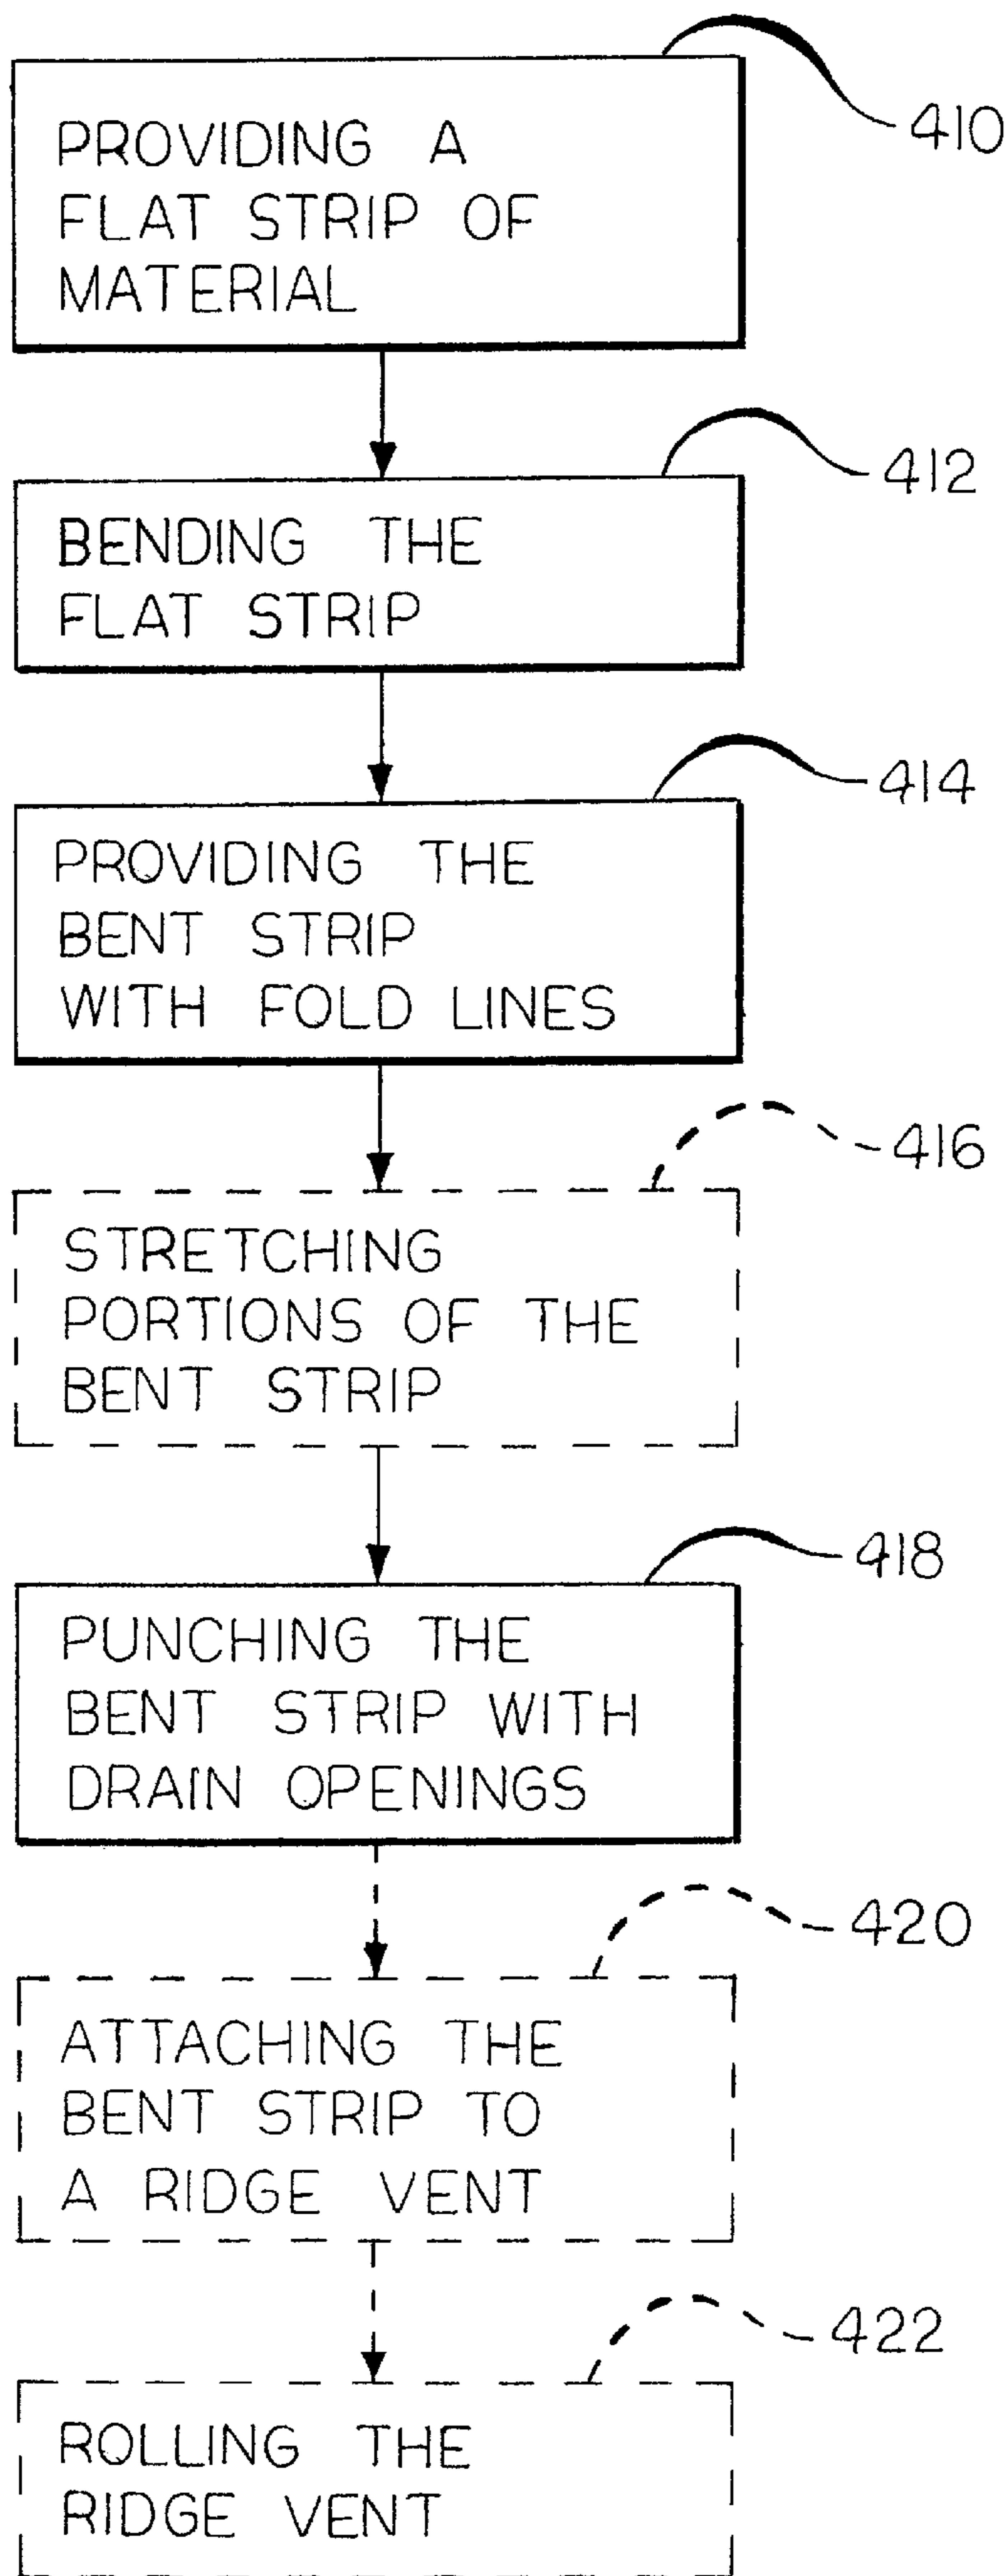 410
PROVIDING A
FLAT STRIP OF
MATERIAL
412
BENDING THE
FLAT STRIP
414
PROVIDING THE
BENT STRIP
WITH FOLD LINES
416
STRETCHING
PORTIONS OF THE
BENT STRIP
418
PUNCHING THE
BENT STRIP WITH
DRAIN OPENINGS
420
ATTACHING THE
BENT STRIP TO
A RIDGE VENT
422
ROLLING THE
RIDGE VENT